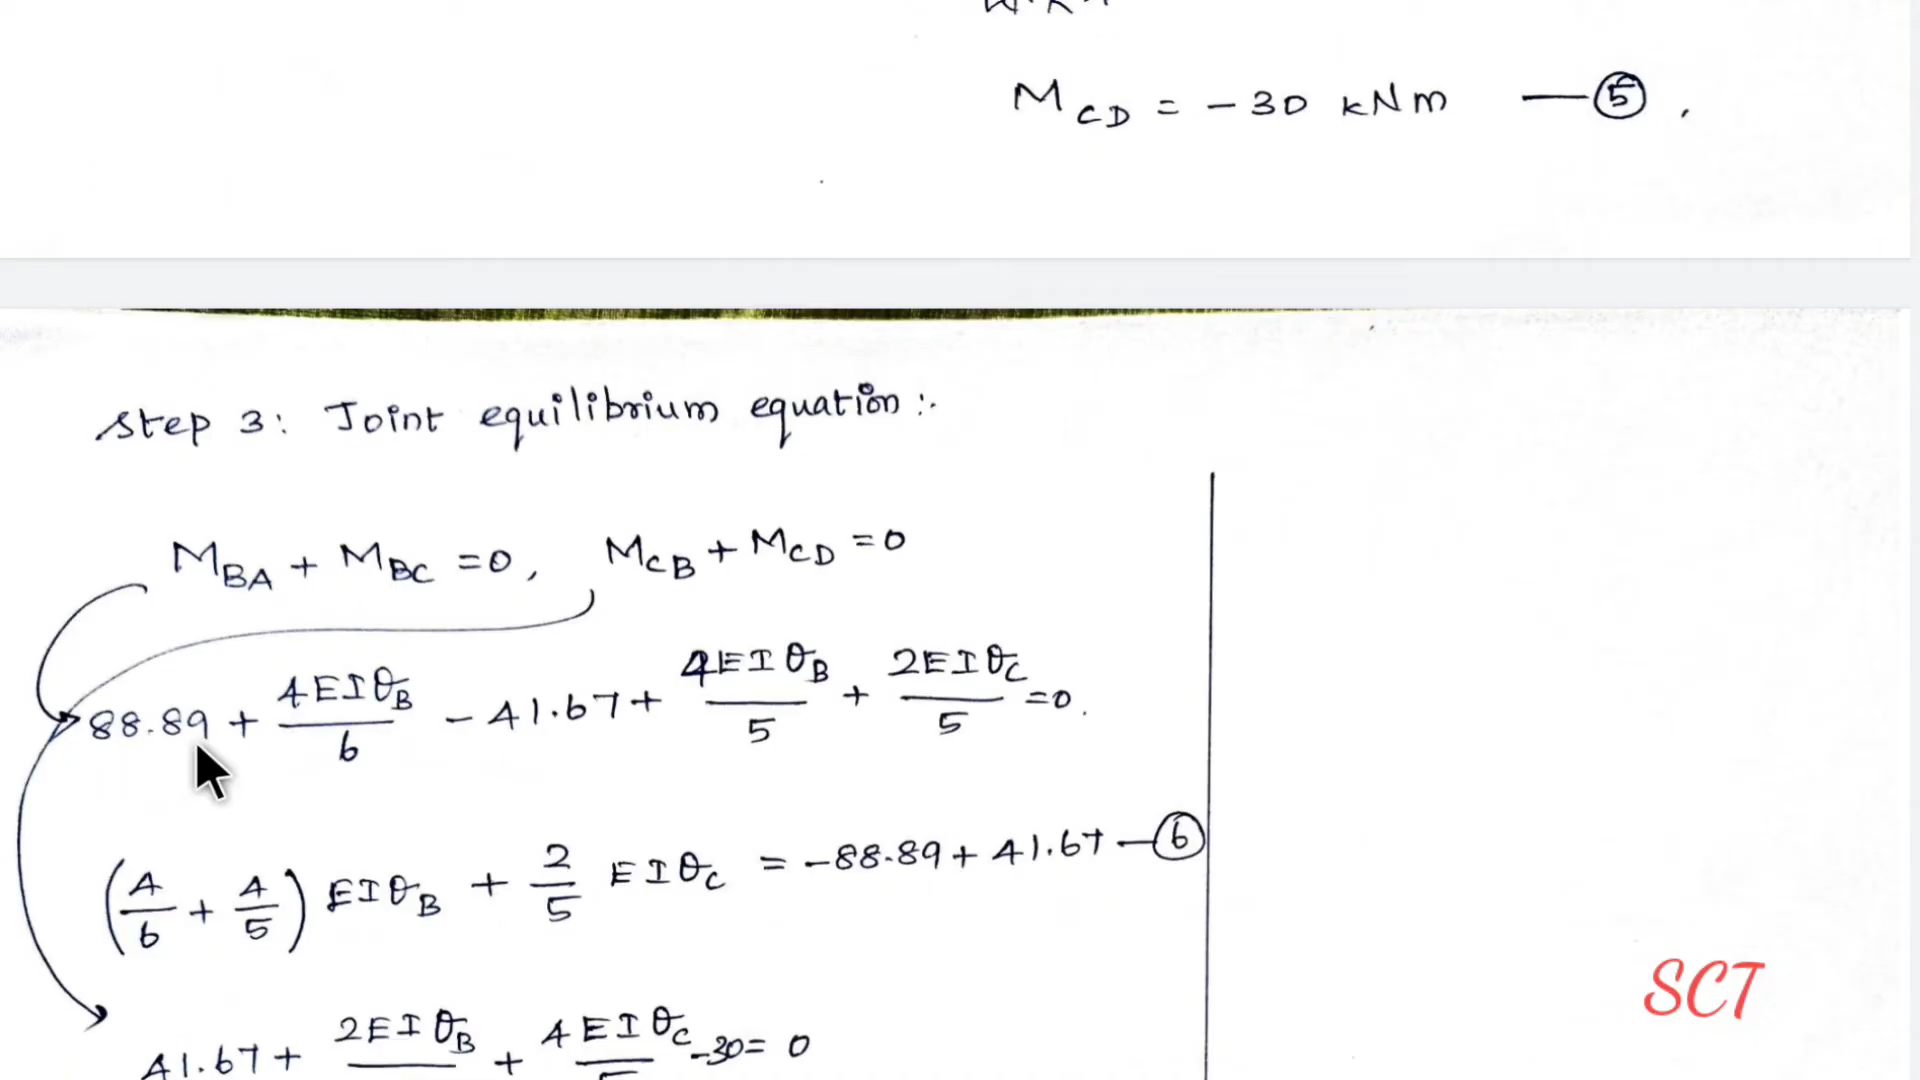 M_CD = -30 kNm —⑤.
Step 3: Joint equilibrium equation:-
M_BA + M_BC = 0, M_CB + M_CD = 0
88.89 + 4EIθ_B/6 - 41.67 + 4EIθ_B/5 + 2EIθ_C/5 = 0.
(4/6 + 4/5) EIθ_B + 2/5 EIθ_C = -88.89 + 41.67 —⑥
41.67 + 2EIθ_B + 4EIθ_C/5 -30 = 0
SCT